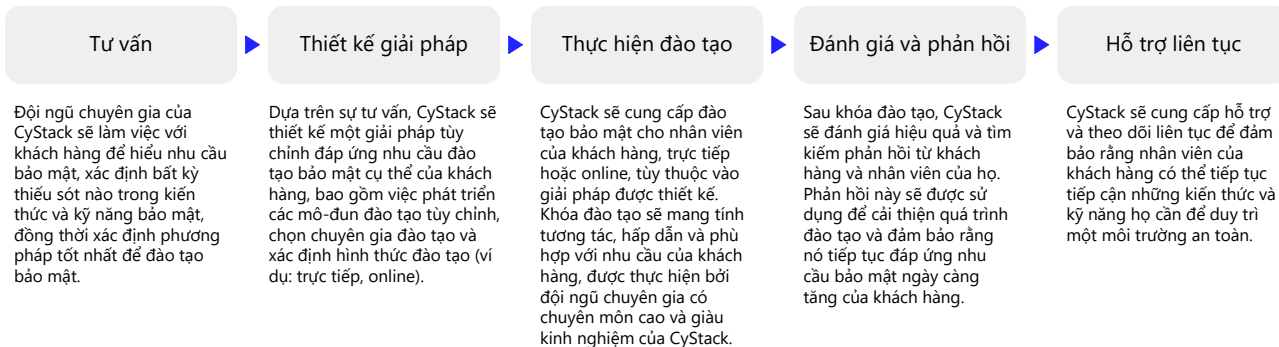 Tư vấn
Thiết kế giải pháp
Thực hiện đào tạo
Đánh giá và phản hồi
Hỗ trợ liên tục
Đội ngũ chuyên gia của
CyStack sẽ làm việc với
khách hàng để hiểu nhu cầu
bảo mật, xác định bất kỳ
thiếu sót nào trong kiến
thức và kỹ năng bảo mật,
đồng thời xác định phương
pháp tốt nhất để đào tạo
bảo mật.
Dựa trên sự tư vấn, CyStack sẽ
thiết kế một giải pháp tùy
chỉnh đáp ứng nhu cầu đào
tạo bảo mật cụ thể của khách
hàng, bao gồm việc phát triển
các mô-đun đào tạo tùy chỉnh,
chọn chuyên gia đào tạo và
xác định hình thức đào tạo (ví
dụ: trực tiếp, online).
CyStack sẽ cung cấp đào
tạo bảo mật cho nhân viên
của khách hàng, trực tiếp
hoặc online, tùy thuộc vào
giải pháp được thiết kế.
Khóa đào tạo sẽ mang tính
tương tác, hấp dẫn và phù
hợp với nhu cầu của khách
hàng, được thực hiện bởi
đội ngũ chuyên gia có
chuyên môn cao và giàu
kinh nghiệm của CyStack.
Sau khóa đào tạo, CyStack
sẽ đánh giá hiệu quả và tìm
kiếm phản hồi từ khách
hàng và nhân viên của họ.
Phản hồi này sẽ được sử
dụng để cải thiện quá trình
đào tạo và đảm bảo rằng
nó tiếp tục đáp ứng nhu
cầu bảo mật ngày càng
tăng của khách hàng.
CyStack sẽ cung cấp hỗ trợ
và theo dõi liên tục để đảm
bảo rằng nhân viên của
khách hàng có thể tiếp tục
tiếp cận những kiến thức và
kỹ năng họ cần để duy trì
một môi trường an toàn.